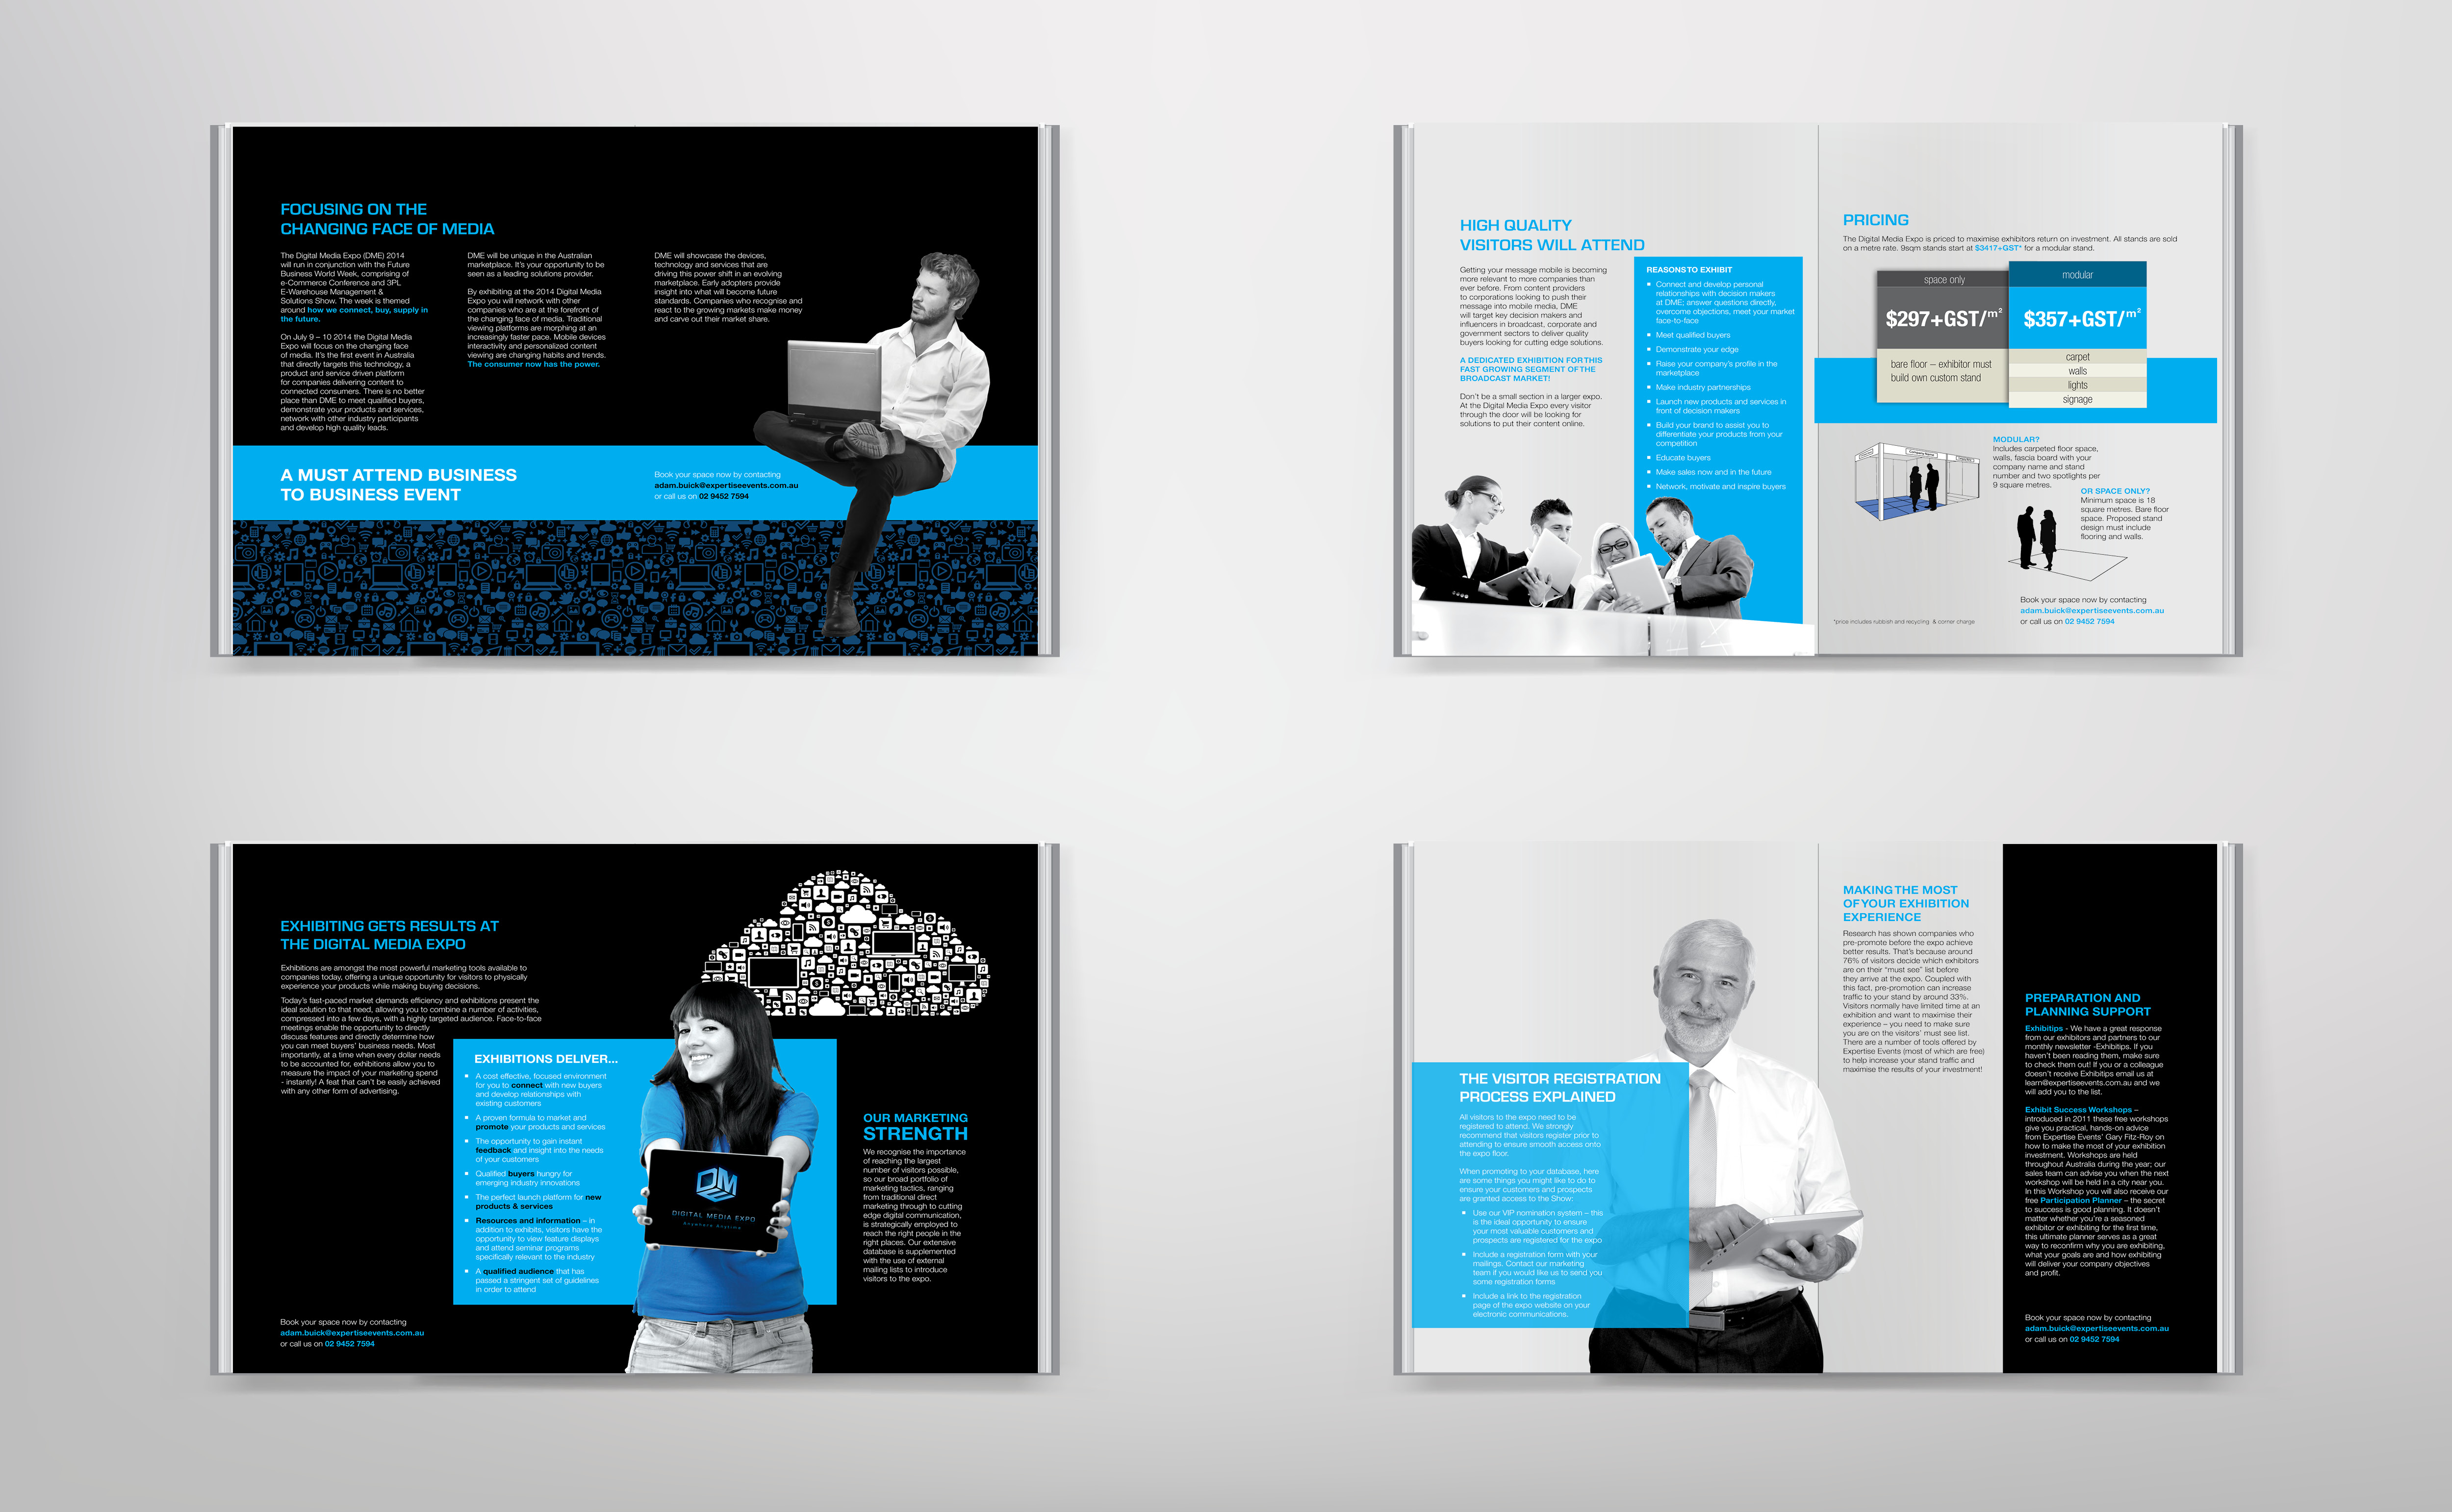 FOCUSING ON THE
CHANGING FACE OF MEDIA
The Digital Media Expo (DME) 2014
will run in conjunction with the Future
Business World Week, comprising of
e-Commerce Conference and 3PL
E-Warehouse Management &
Solutions Show. The week is themed
around how we connect, buy, supply in
the future.
On July 9 – 10 2014 the Digital Media
Expo will focus on the changing face
of media. It's the first event in Australia
that directly targets this technology, a
product and service driven platform
for companies delivering content to
connected consumers. There is no better
place than DME to meet qualified buyers,
demonstrate your products and services,
network with other industry participants
and develop high quality leads.
DME will be unique in the Australian
marketplace. It's your opportunity to be
seen as a leading solutions provider.
By exhibiting at the 2014 Digital Media
Expo you will network with other
companies who are at the forefront of
the changing face of media. Traditional
viewing platforms are morphing at an
increasingly faster pace. Mobile devices
interactivity and personalized content
viewing are changing habits and trends.
The consumer now has the power.
DME will showcase the devices,
technology and services that are
driving this power shift in an evolving
marketplace. Early adopters provide
insight into what will become future
standards. Companies who recognise and
react to the growing markets make money
and carve out their market share.
A MUST ATTEND BUSINESS
TO BUSINESS EVENT
Book your space now by contacting
adam.buick@expertiseevents.com.au
or call us on 02 9452 7594
HIGH QUALITY
VISITORS WILL ATTEND
Getting your message mobile is becoming
more relevant to more companies than
ever before. From content providers
to corporations looking to push their
message into mobile media, DME
will target key decision makers and
influencers in broadcast, corporate and
government sectors to deliver quality
buyers looking for cutting edge solutions.
A DEDICATED EXHIBITION FOR THIS
FAST GROWING SEGMENT OF THE
BROADCAST MARKET!
Don't be a small section in a larger expo.
At the Digital Media Expo every visitor
through the door will be looking for
solutions to put their content online.
REASONS TO EXHIBIT
Connect and develop personal
relationships with decision makers
at DME; answer questions directly,
overcome objections, meet your market
face-to-face
Meet qualified buyers
Demonstrate your edge
Raise your company's profile in the
marketplace
Make industry partnerships
Launch new products and services in
front of decision makers
Build your brand to assist you to
differentiate your products from your
competition
Educate buyers
Make sales now and in the future
Network, motivate and inspire buyers
PRICING
The Digital Media Expo is priced to maximise exhibitors return on investment. All stands are sold
on a metre rate. 9sqm stands start at $3417+GST* for a modular stand.
space only
$297+GST/m²
bare floor – exhibitor must
build own custom stand
modular
$357+GST/m²
carpet
walls
lights
signage
MODULAR?
Includes carpeted floor space,
walls, fascia board with your
company name and stand
number and two spotlights per
9 square metres.
OR SPACE ONLY?
Minimum space is 18
square metres. Bare floor
space. Proposed stand
design must include
flooring and walls.
Book your space now by contacting
adam.buick@expertiseevents.com.au
or call us on 02 9452 7594
*price includes rubbish and recycling & corner charge
EXHIBITING GETS RESULTS AT
THE DIGITAL MEDIA EXPO
Exhibitions are amongst the most powerful marketing tools available to
companies today, offering a unique opportunity for visitors to physically
experience your products while making buying decisions.
Today's fast-paced market demands efficiency and exhibitions present the
ideal solution to that need, allowing you to combine a number of activities,
compressed into a few days, with a highly targeted audience. Face-to-face
meetings enable the opportunity to directly
discuss features and directly determine how
you can meet buyers' business needs. Most
importantly, at a time when every dollar needs
to be accounted for, exhibitions allow you to
measure the impact of your marketing spend
- instantly! A feat that can't be easily achieved
with any other form of advertising.
EXHIBITIONS DELIVER...
A cost effective, focused environment
for you to connect with new buyers
and develop relationships with
existing customers
A proven formula to market and
promote your products and services
The opportunity to gain instant
feedback and insight into the needs
of your customers
Qualified buyers hungry for
emerging industry innovations
The perfect launch platform for new
products & services
Resources and information – in
addition to exhibits, visitors have the
opportunity to view feature displays
and attend seminar programs
specifically relevant to the industry
A qualified audience that has
passed a stringent set of guidelines
in order to attend
DM
DIGITAL MEDIA EXPO
Anywhere Anytime
OUR MARKETING
STRENGTH
We recognise the importance
of reaching the largest
number of visitors possible,
so our broad portfolio of
marketing tactics, ranging
from traditional direct
marketing through to cutting
edge digital communication,
is strategically employed to
reach the right people in the
right places. Our extensive
database is supplemented
with the use of external
mailing lists to introduce
visitors to the expo.
Book your space now by contacting
adam.buick@expertiseevents.com.au
or call us on 02 9452 7594
THE VISITOR REGISTRATION
PROCESS EXPLAINED
All visitors to the expo need to be
registered to attend. We strongly
recommend that visitors register prior to
attending to ensure smooth access onto
the expo floor.
When promoting to your database, here
are some things you might like to do to
ensure your customers and prospects
are granted access to the Show:
Use our VIP nomination system – this
is the ideal opportunity to ensure
your most valuable customers and
prospects are registered for the expo
Include a registration form with your
mailings. Contact our marketing
team if you would like us to send you
some registration forms
Include a link to the registration
page of the expo website on your
electronic communications.
MAKING THE MOST
OF YOUR EXHIBITION
EXPERIENCE
Research has shown companies who
pre-promote before the expo achieve
better results. That's because around
76% of visitors decide which exhibitors
are on their "must see" list before
they arrive at the expo. Coupled with
this fact, pre-promotion can increase
traffic to your stand by around 33%.
Visitors normally have limited time at an
exhibition and want to maximise their
experience – you need to make sure
you are on the visitors' must see list.
There are a number of tools offered by
Expertise Events (most of which are free)
to help increase your stand traffic and
maximise the results of your investment!
PREPARATION AND
PLANNING SUPPORT
Exhibitips - We have a great response
from our exhibitors and partners to our
monthly newsletter -Exhibitips. If you
haven't been reading them, make sure
to check them out! If you or a colleague
doesn't receive Exhibitips email us at
learn@expertiseevents.com.au and we
will add you to the list.
Exhibit Success Workshops –
introduced in 2011 these free workshops
give you practical, hands-on advice
from Expertise Events' Gary Fitz-Roy on
how to make the most of your exhibition
investment. Workshops are held
throughout Australia during the year; our
sales team can advise you when the next
workshop will be held in a city near you.
In this Workshop you will also receive our
free Participation Planner – the secret
to success is good planning. It doesn't
matter whether you're a seasoned
exhibitor or exhibiting for the first time,
this ultimate planner serves as a great
way to reconfirm why you are exhibiting,
what your goals are and how exhibiting
will deliver your company objectives
and profit.
Book your space now by contacting
adam.buick@expertiseevents.com.au
or call us on 02 9452 7594